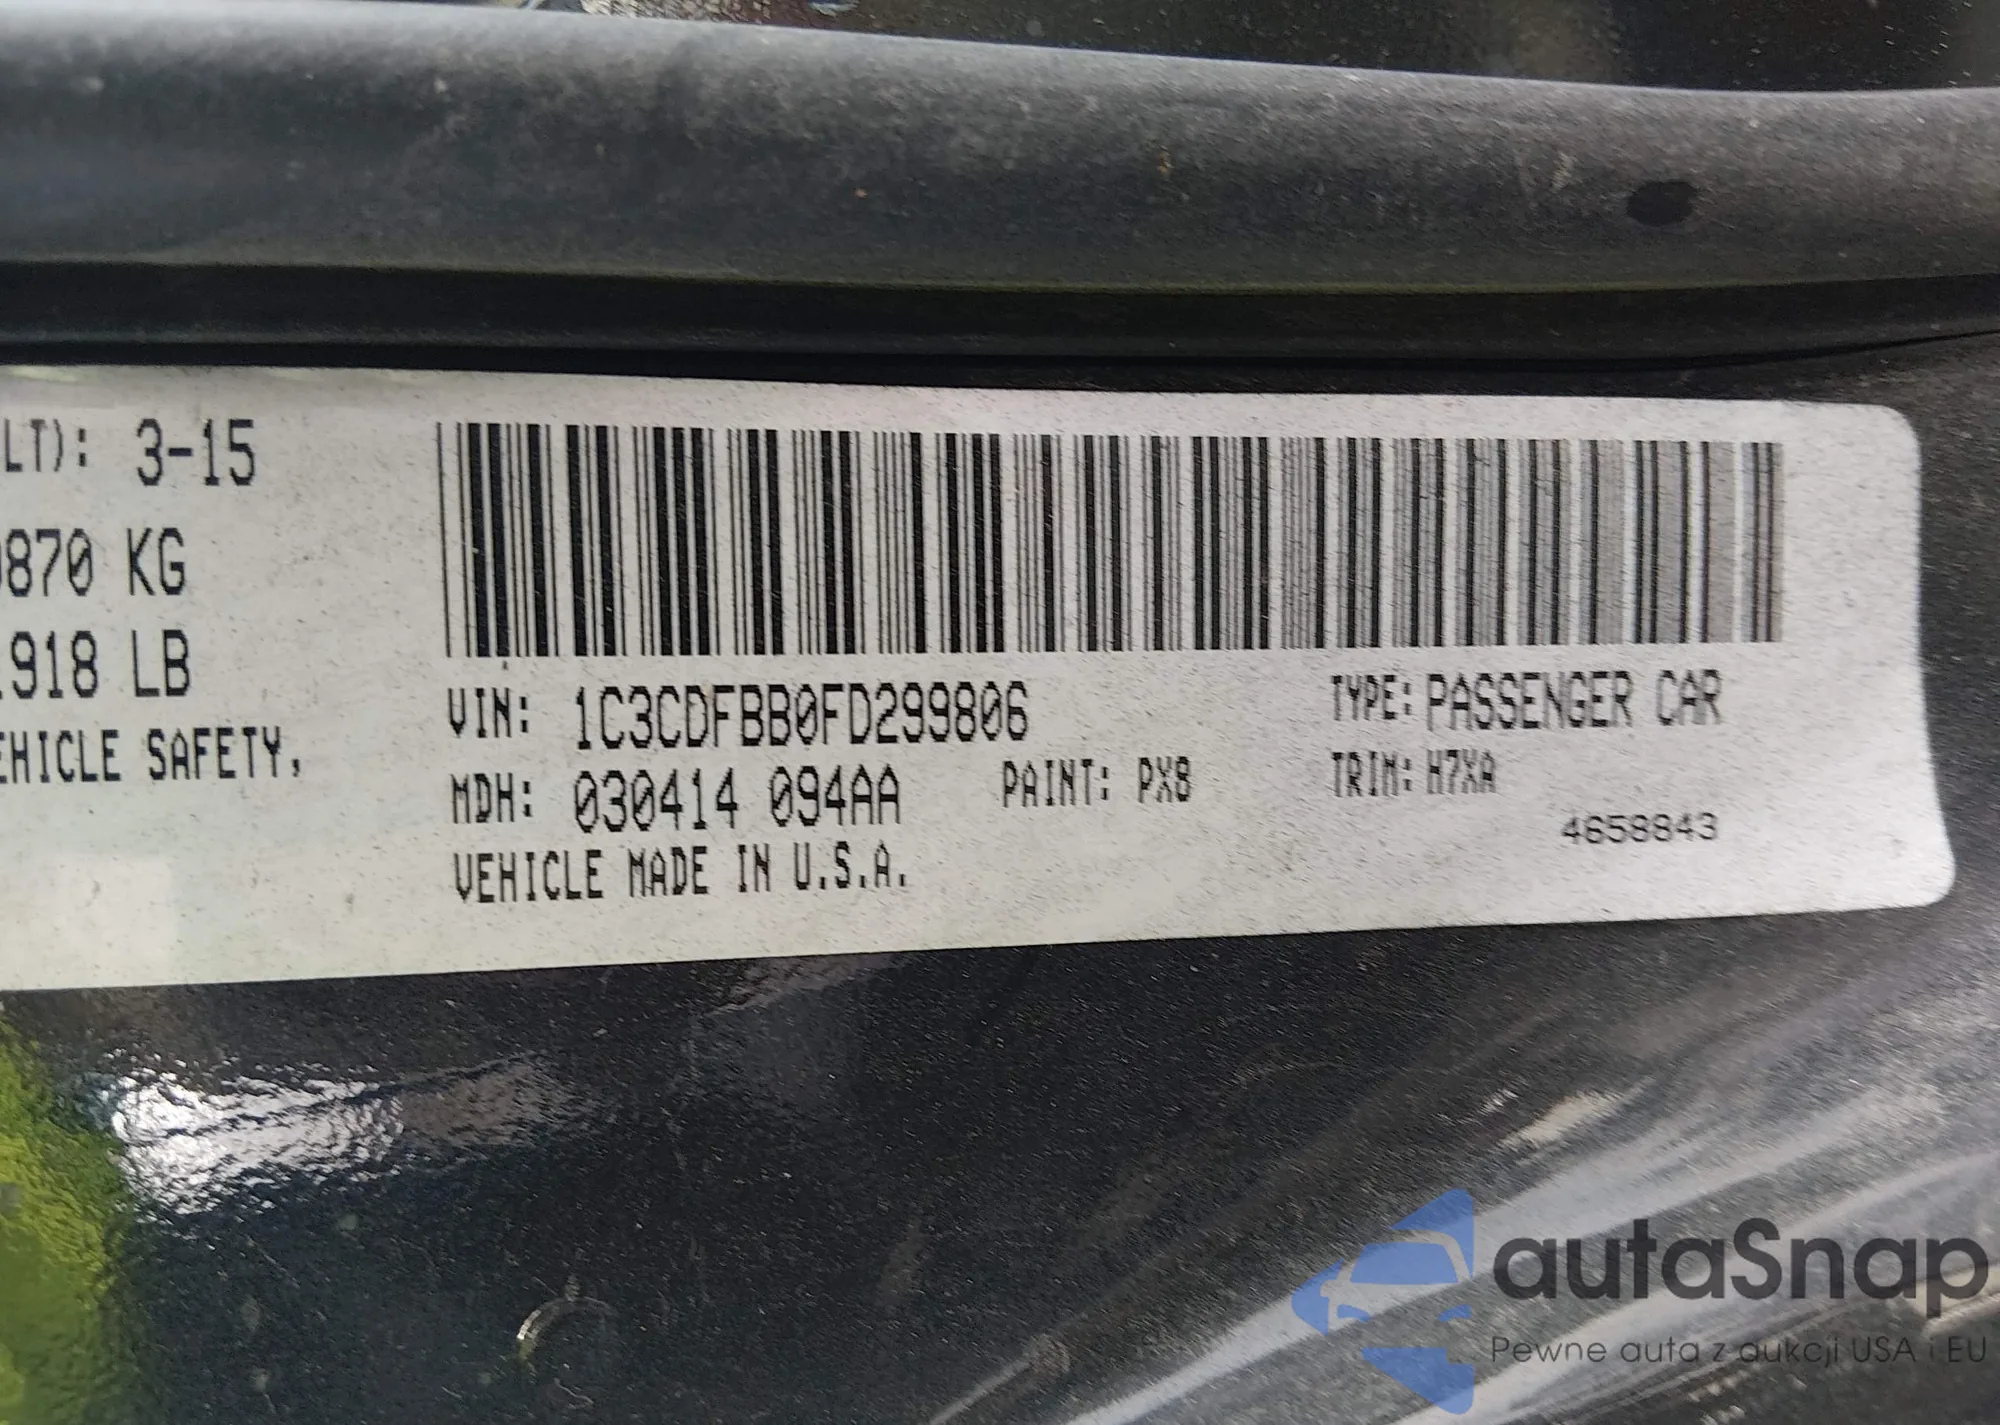 LT): 3-15
870 KG
918 LB
EHICLE SAFETY,
VIN: 1C3CDFBB0FD299806
TYPE: PASSENGER CAR
MDH: 030414 094AA
PAINT: PX8
TRIM: H7XA
4658843
VEHICLE MADE IN U.S.A.
autaSnap
Pewne auta z aukcji USA i EU